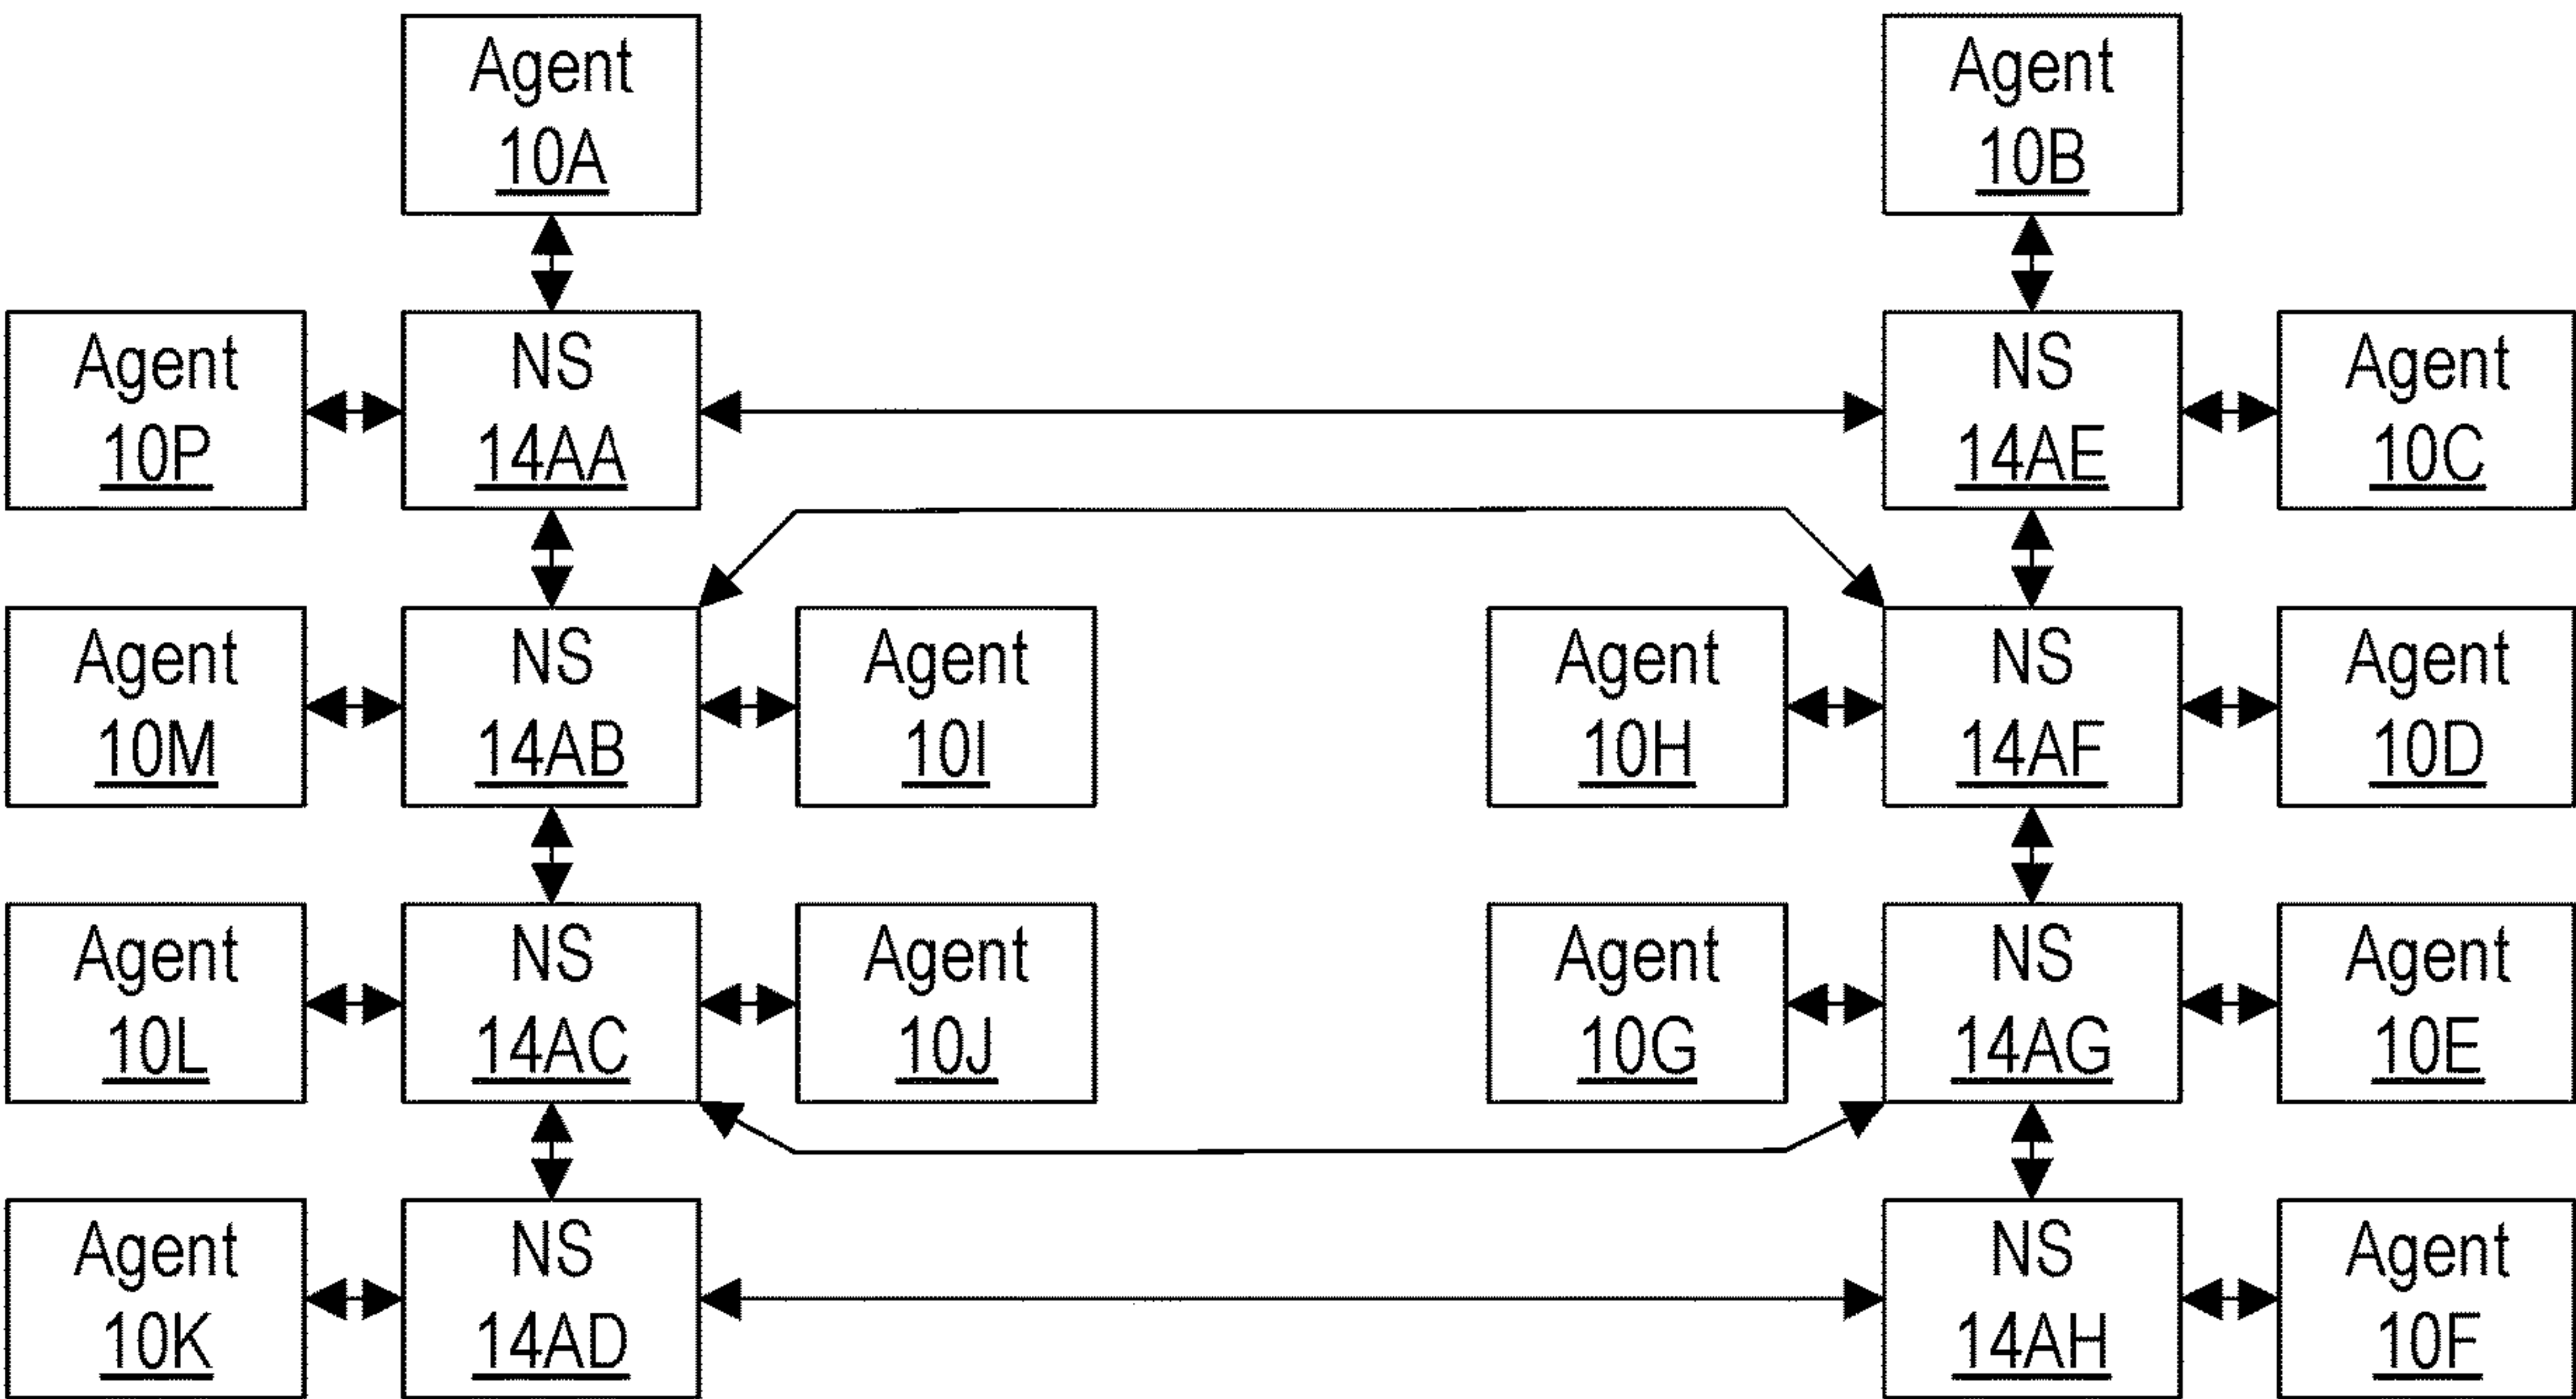 Agent
10A
Agent
10B
Agent
10P
NS
14AA
NS
14AE
Agent
10C
Agent
10M
NS
14AB
Agent
10I
Agent
10H
NS
14AF
Agent
10D
Agent
10L
NS
14AC
Agent
10J
Agent
10G
NS
14AG
Agent
10E
Agent
10K
NS
14AD
NS
14AH
Agent
10F